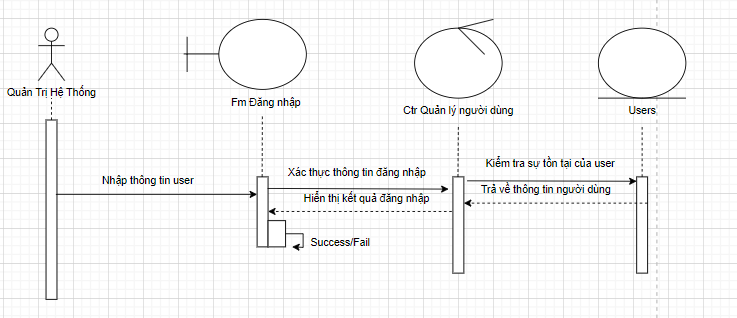 Quản Trị Hệ Thống
Fm Đăng nhập
Ctr Quản lý người dùng
Users
Nhập thông tin user
Xác thực thông tin đăng nhập
Kiểm tra sự tồn tại của user
Trả về thông tin người dùng
Hiển thị kết quả đăng nhập
Success/Fail